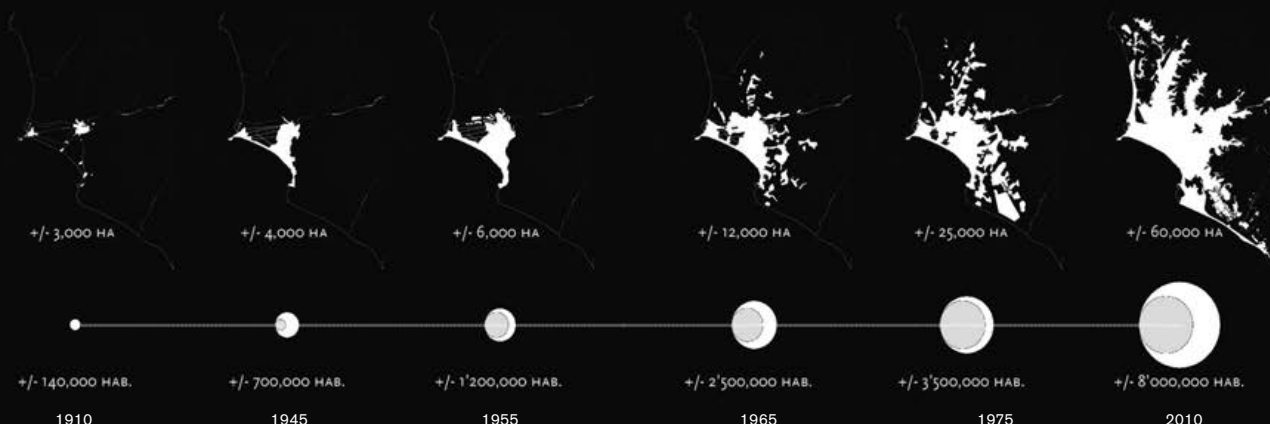 +/- 3,000 HA +/- 4,000 HA +/- 6,000 HA +/- 12,000 HA +/- 25,000 HA +/- 60,000 HA
+/- 140,000 HAB. +/- 700,000 HAB. +/- 1'200,000 HAB. +/- 2'500,000 HAB. +/- 3'500,000 HAB. +/- 8'000,000 HAB.
1910 1945 1955 1965 1975 2010